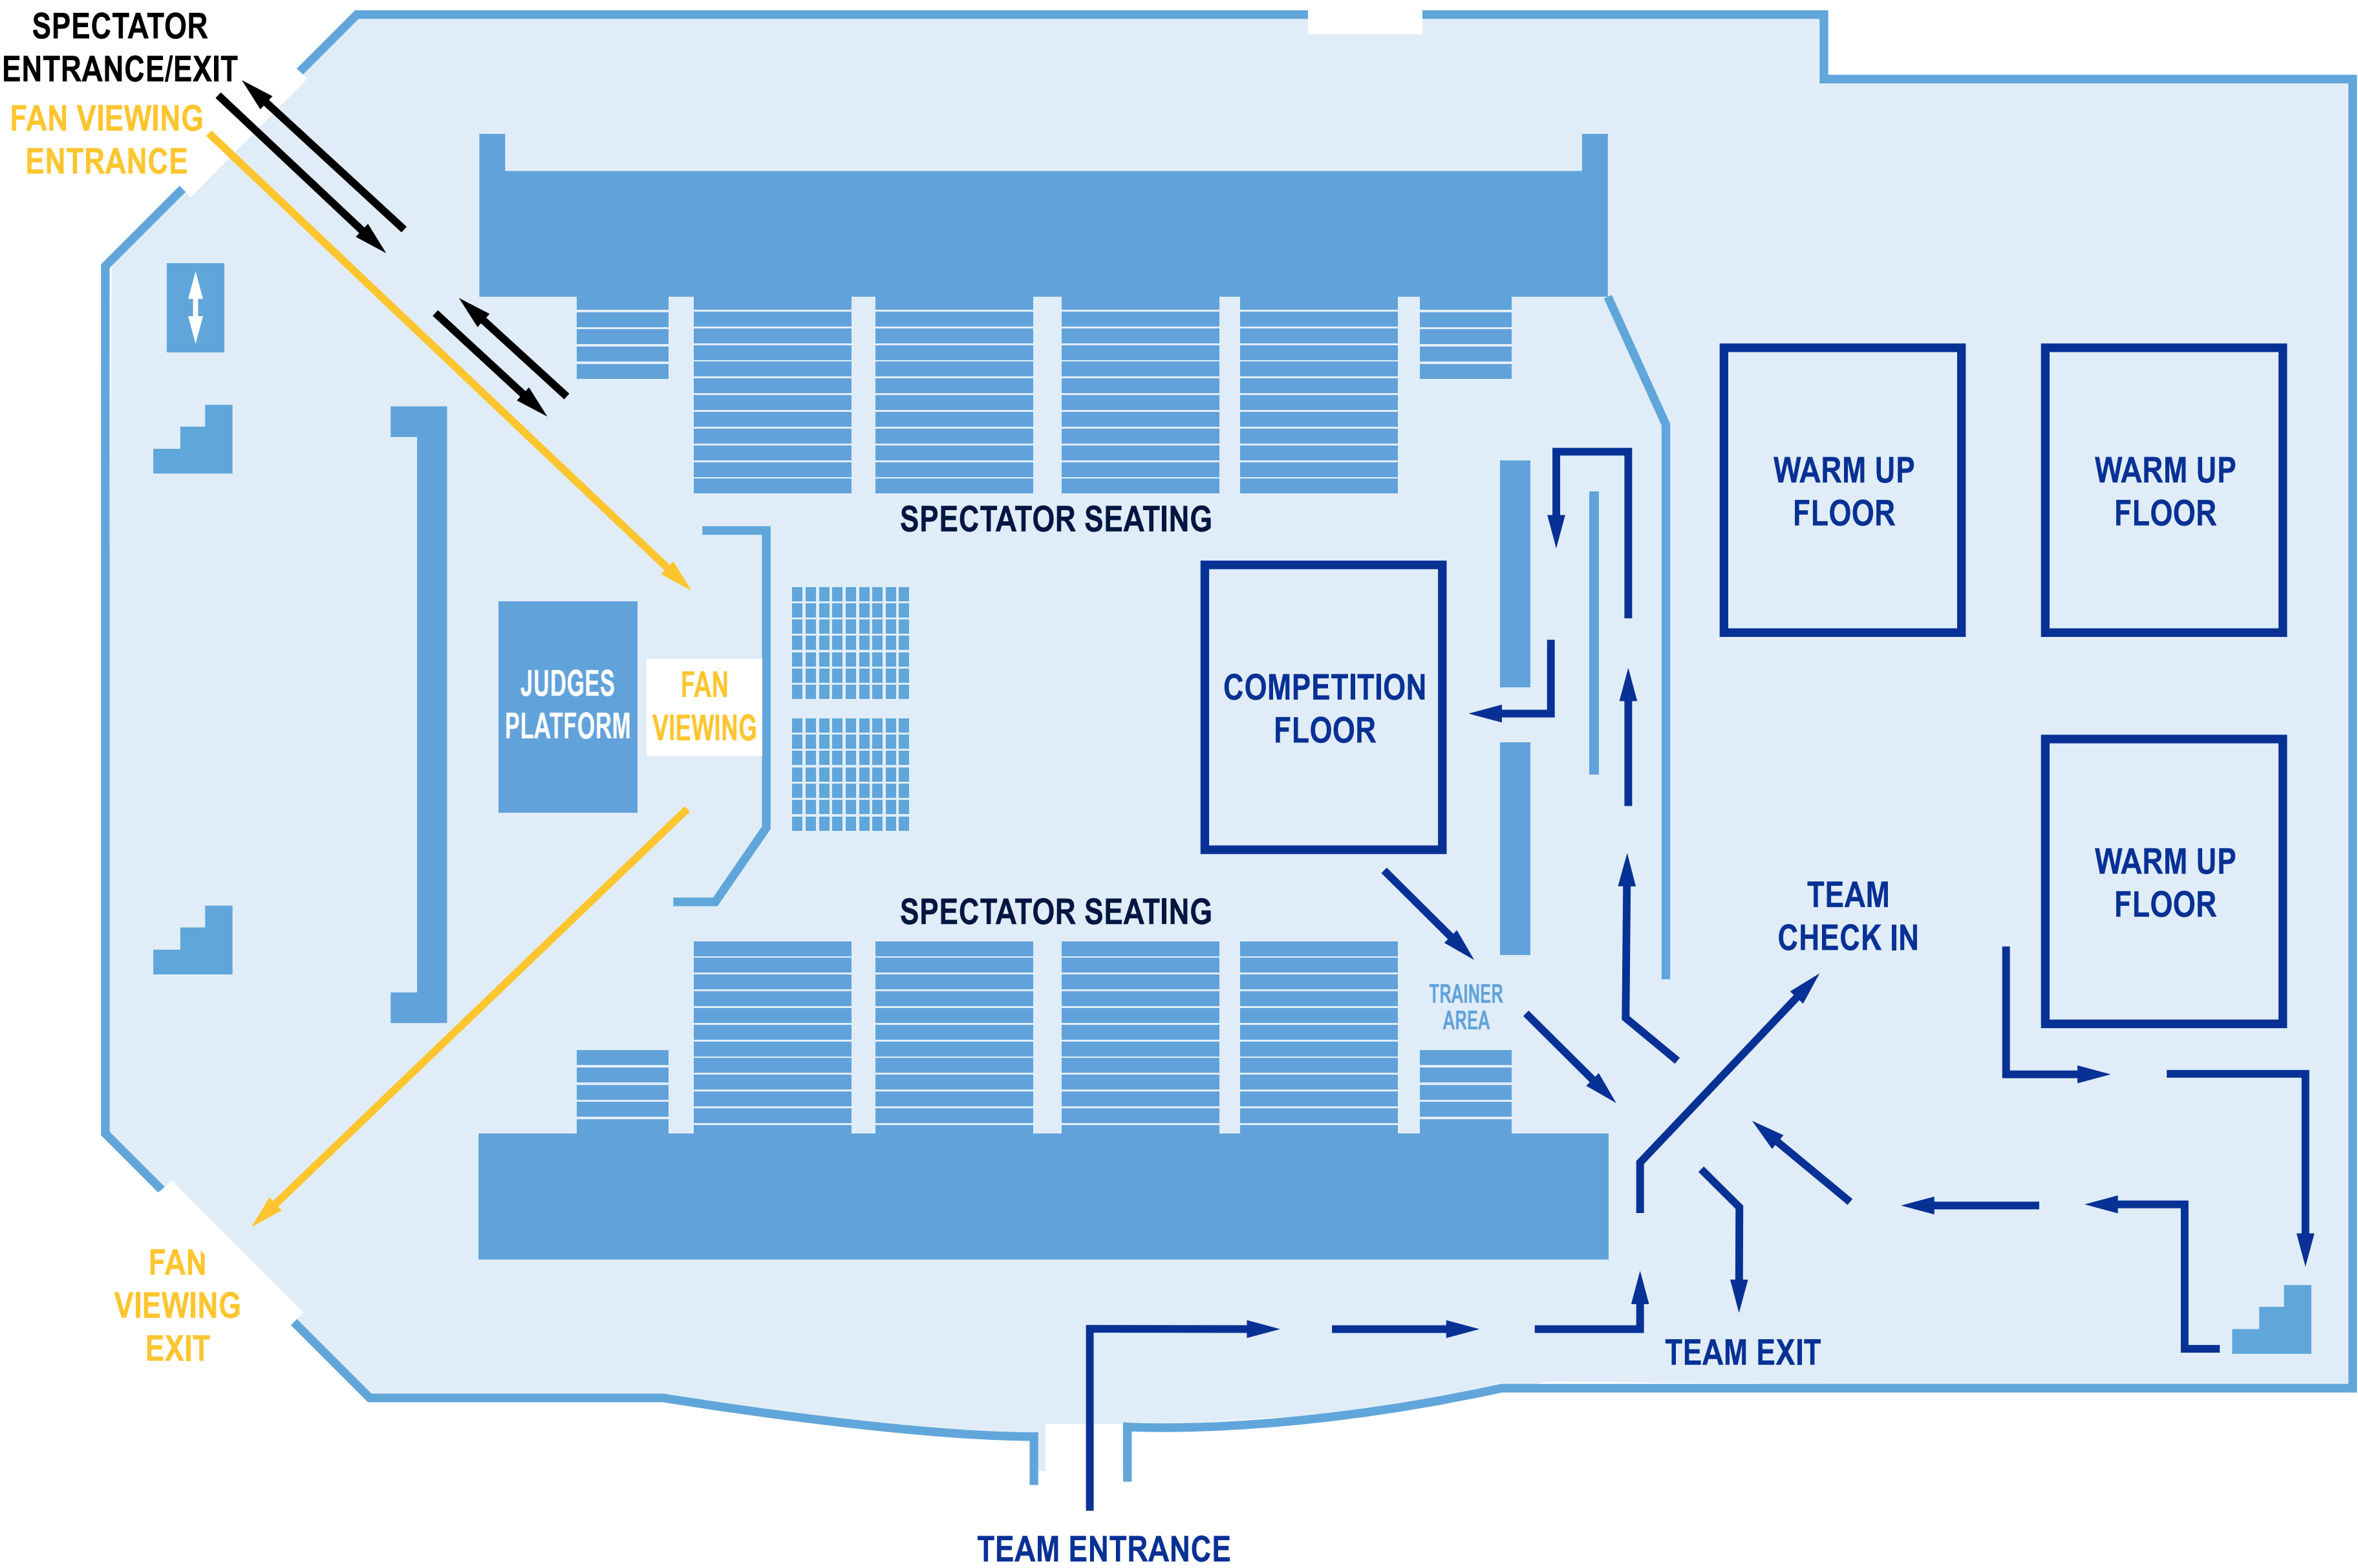 SPECTATOR
ENTRANCE/EXIT
FAN VIEWING
ENTRANCE
SPECTATOR SEATING
WARM UP
FLOOR
WARM UP
FLOOR
JUDGES
PLATFORM
FAN
VIEWING
COMPETITION
FLOOR
WARM UP
FLOOR
TEAM
CHECK IN
SPECTATOR SEATING
TRAINER
AREA
FAN
VIEWING
EXIT
TEAM EXIT
TEAM ENTRANCE